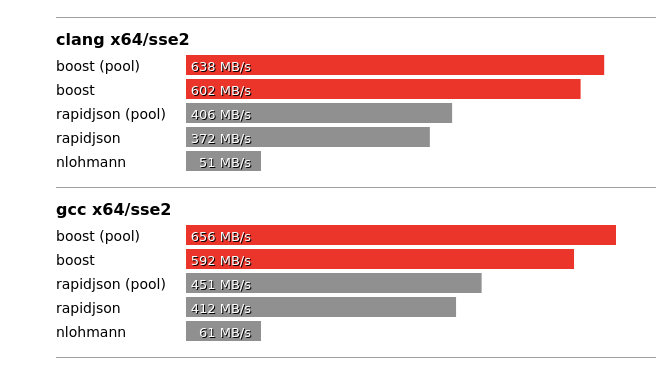 clang x64/sse2
boost (pool) 638 MB/s
boost 602 MB/s
rapidjson (pool) 406 MB/s
rapidjson 372 MB/s
nlohmann 51 MB/s
gcc x64/sse2
boost (pool) 656 MB/s
boost 592 MB/s
rapidjson (pool) 451 MB/s
rapidjson 412 MB/s
nlohmann 61 MB/s